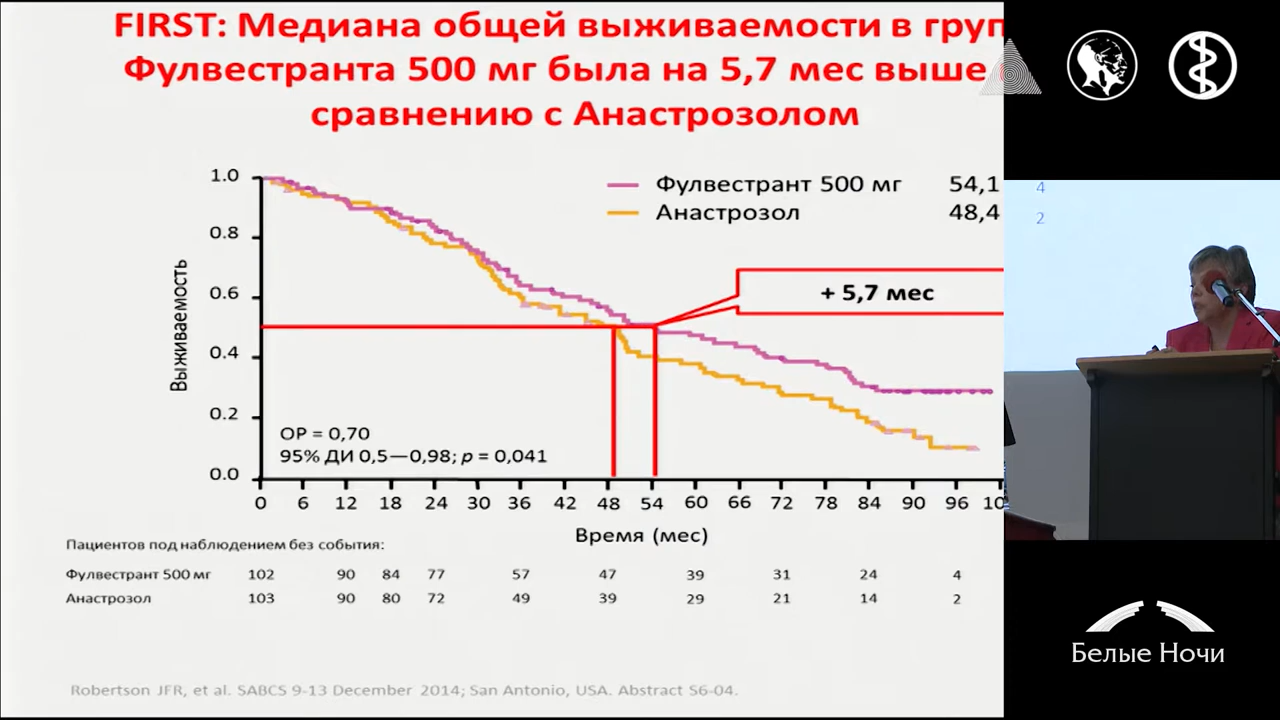 FIRST: Медиана общей выживаемости в груп
Фулвестранта 500 мг была на 5,7 мес выше
сравнению с Анастрозолом
Фулвестрант 500 мг 54,1
Анастрозол 48,4
+ 5,7 мес
Выживаемость
1.0
0.8
0.6
0.4
0.2
0.0
ОР = 0,70
95% ДИ 0,5—0,98; p = 0,041
0 6 12 18 24 30 36 42 48 54 60 66 72 78 84 90 96 10
Время (мес)
Пациентов под наблюдением без события:
Фулвестрант 500 мг 102 90 84 77 57 47 39 31 24 4
Анастрозол 103 90 80 72 49 39 29 21 14 2
Robertson JFR, et al. SABCS 9-13 December 2014; San Antonio, USA. Abstract S6-04.
4
2
Белые Ночи